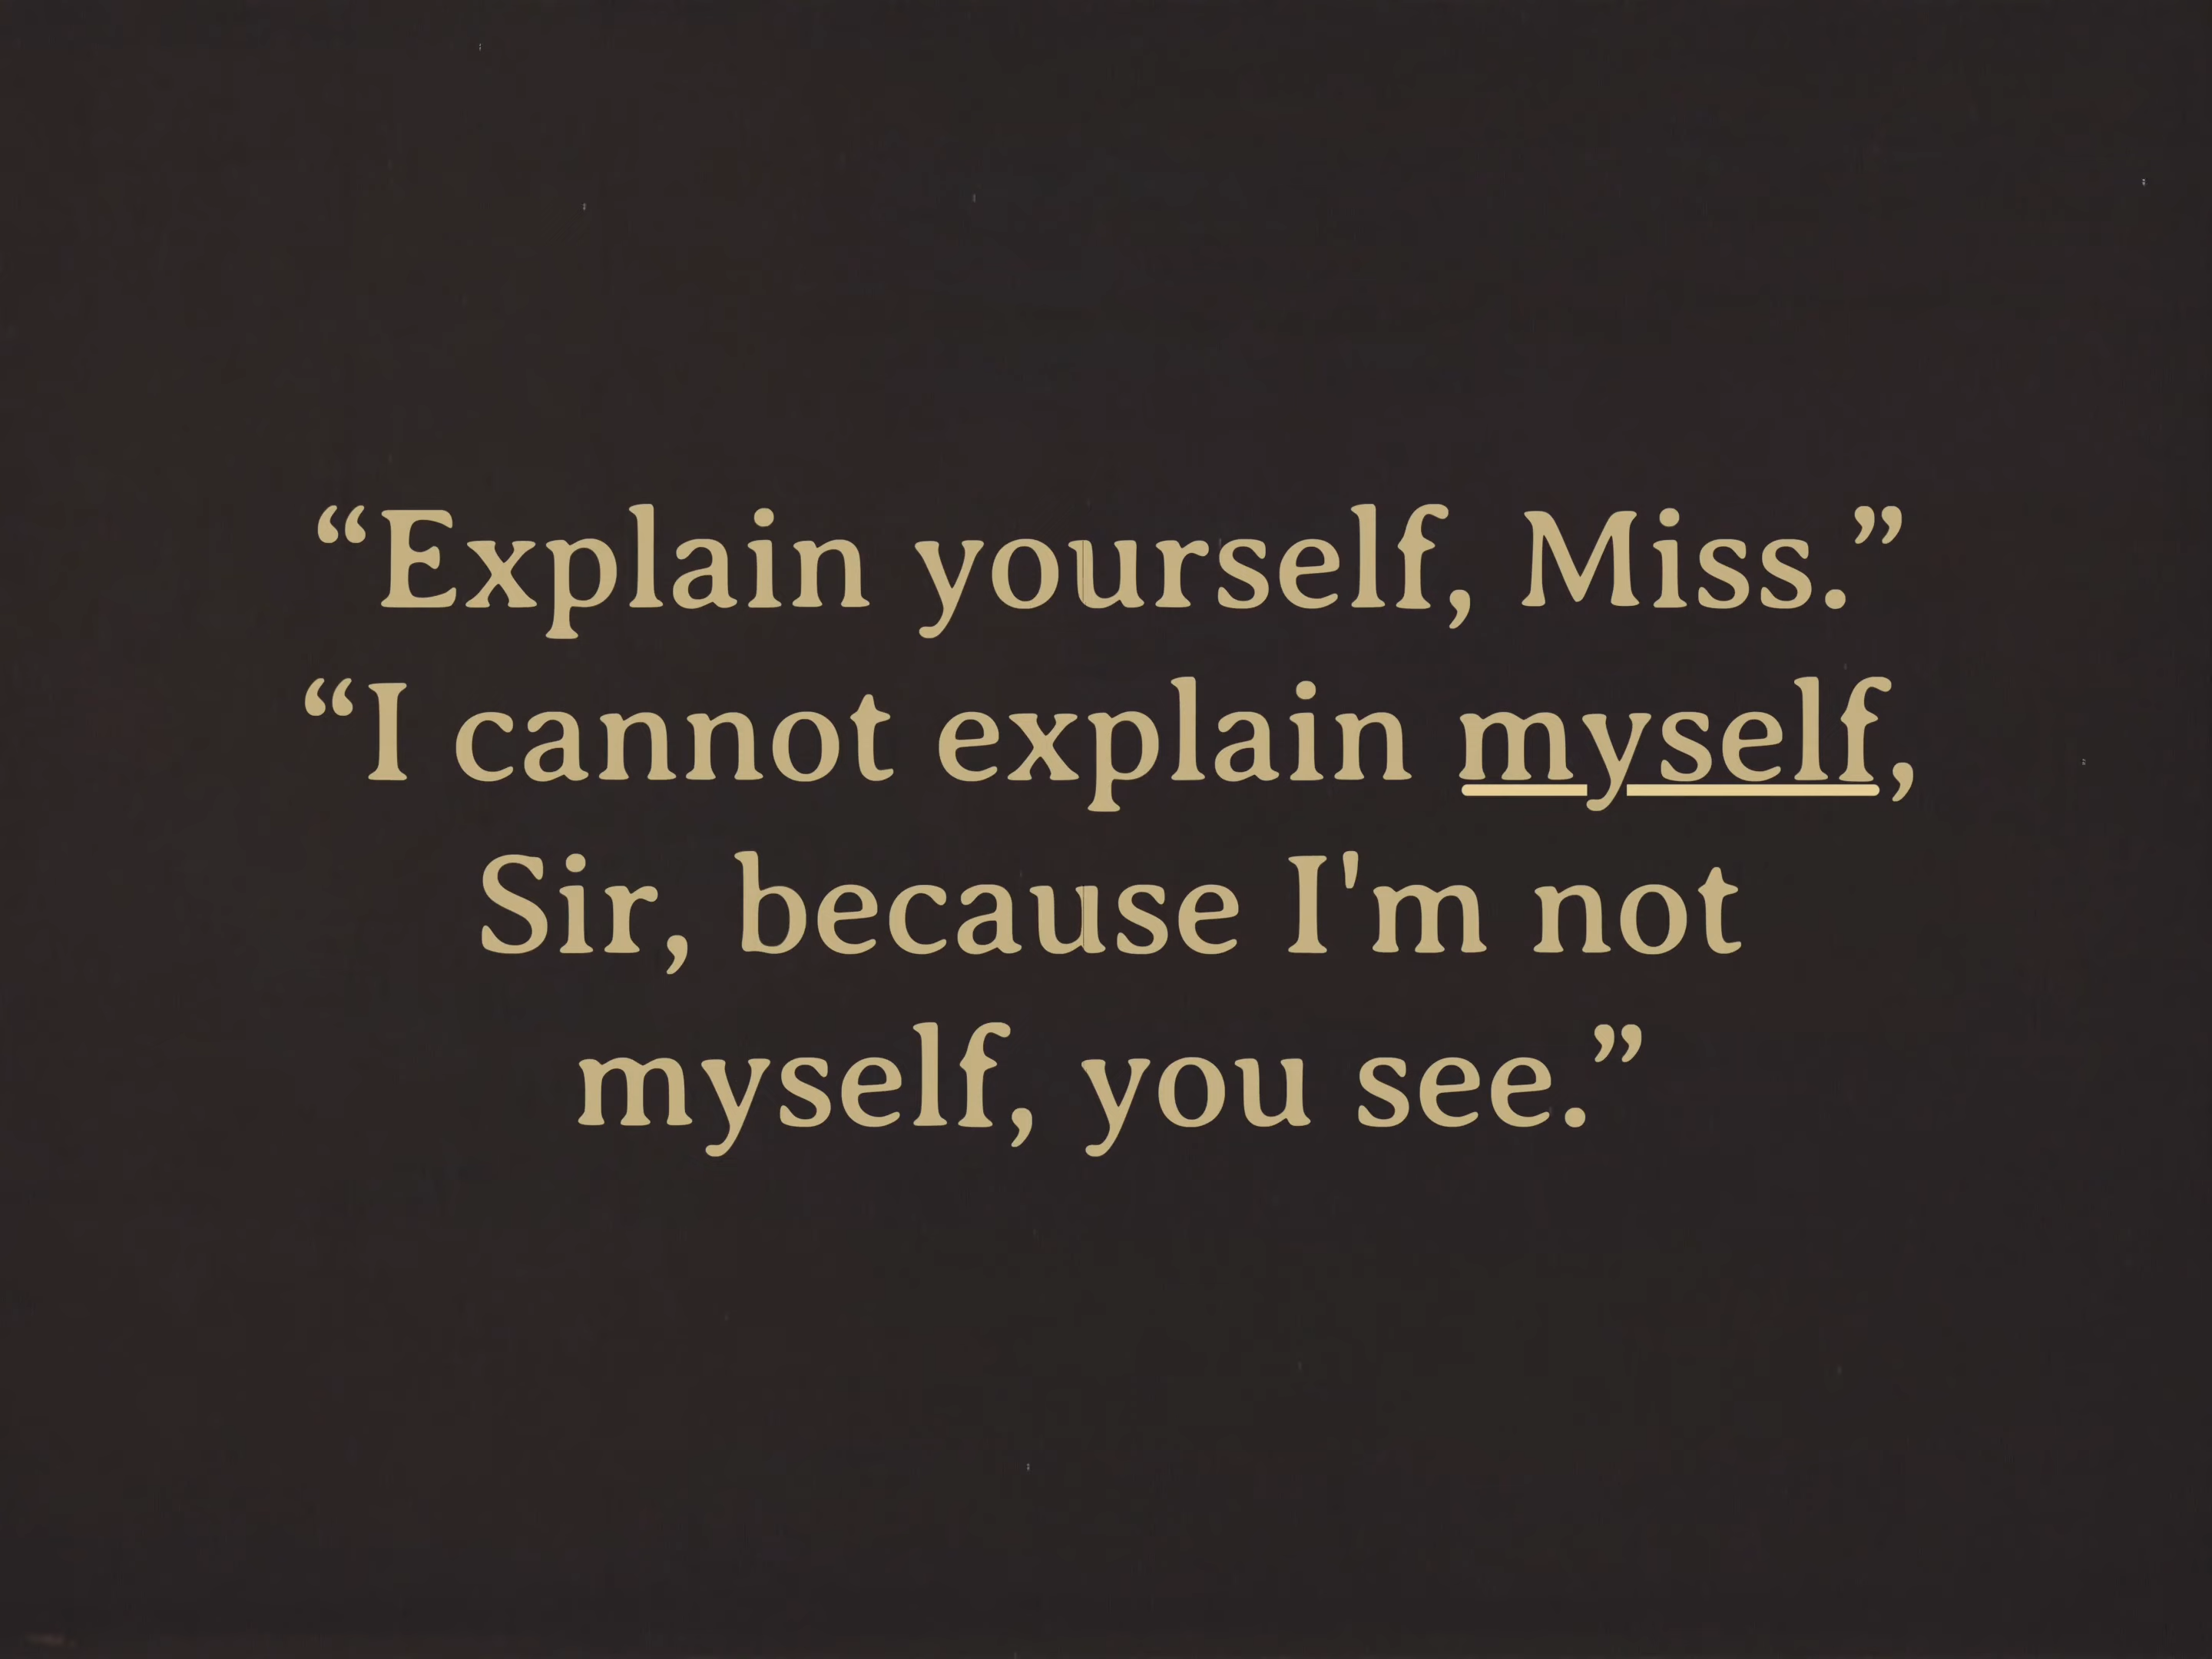 “Explain yourself, Miss.”
“I cannot explain myself,
Sir, because I'm not
myself, you see.”